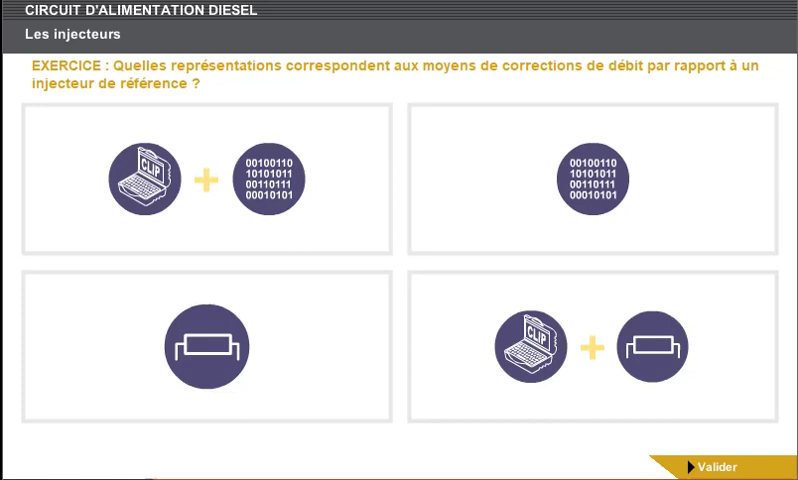 CIRCUIT D'ALIMENTATION DIESEL
Les injecteurs
EXERCICE : Quelles représentations correspondent aux moyens de corrections de débit par rapport à un
injecteur de référence ?
CLIP
+
00100110
10101011
00110111
00010101
00100110
10101011
00110111
00010101
CLIP
+
Valider